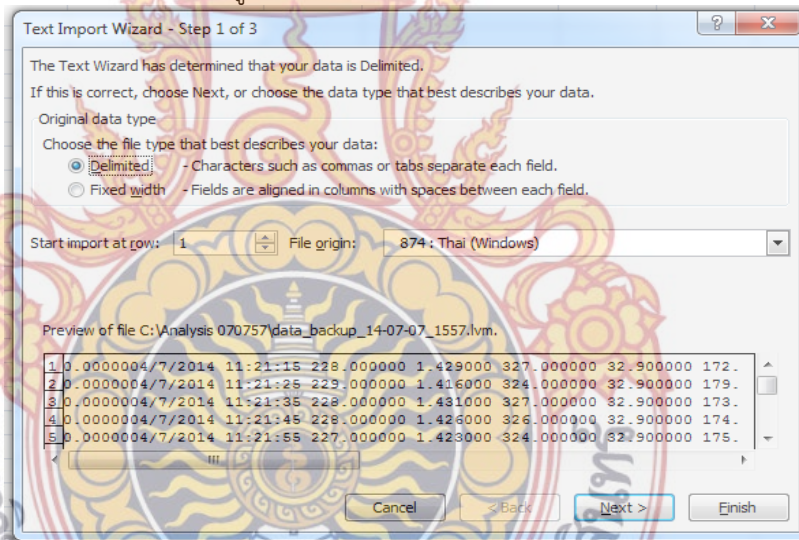 Text Import Wizard - Step 1 of 3
The Text Wizard has determined that your data is Delimited.
If this is correct, choose Next, or choose the data type that best describes your data.
Original data type
Choose the file type that best describes your data:
Delimited - Characters such as commas or tabs separate each field.
Fixed width - Fields are aligned in columns with spaces between each field.
Start import at row: 1 File origin: 874 : Thai (Windows)
Preview of file C:\Analysis 070757\data_backup_14-07-07_1557.lvm.
1 0.0000004/7/2014 11:21:15 228.000000 1.429000 327.000000 32.900000 172.
2 0.0000004/7/2014 11:21:25 229.000000 1.416000 324.000000 32.900000 179.
3 0.0000004/7/2014 11:21:35 228.000000 1.431000 327.000000 32.900000 173.
4 0.0000004/7/2014 11:21:45 228.000000 1.426000 326.000000 32.900000 174.
5 0.0000004/7/2014 11:21:55 227.000000 1.423000 324.000000 32.900000 175.
Cancel < Back Next > Finish